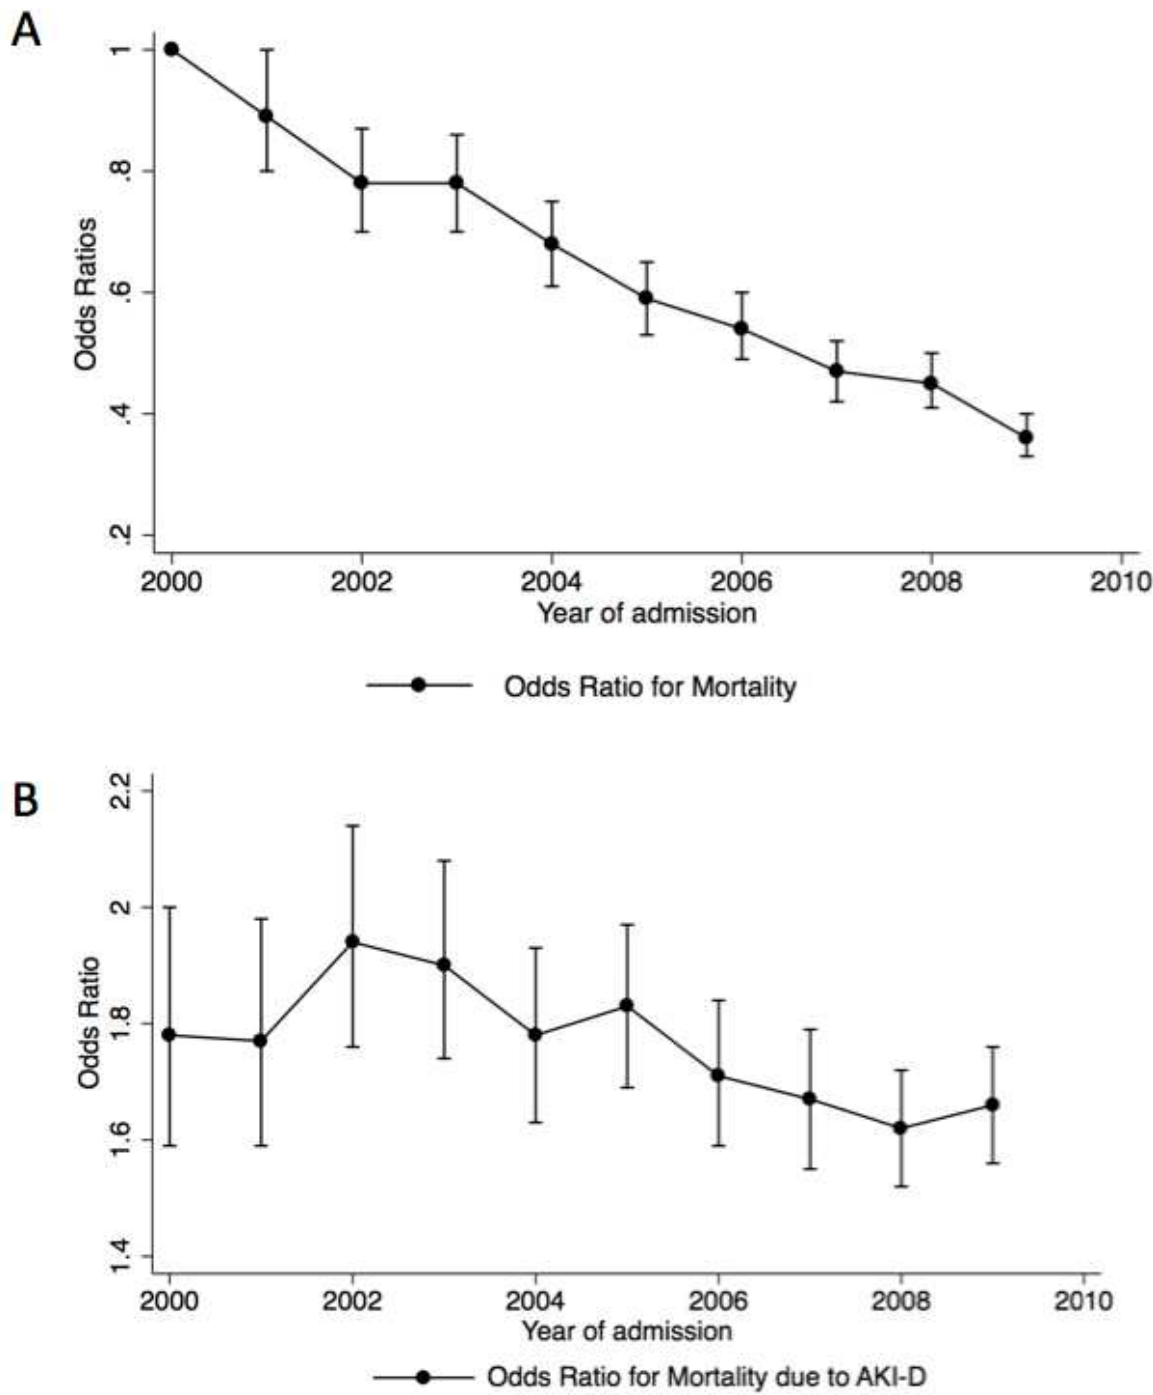 A
1
.8
.6
.4
.2
Odds Ratios
2000 2002 2004 2006 2008 2010
Year of admission
Odds Ratio for Mortality
B
2.2
2
1.8
1.6
1.4
Odds Ratio
2000 2002 2004 2006 2008 2010
Year of admission
Odds Ratio for Mortality due to AKI-D